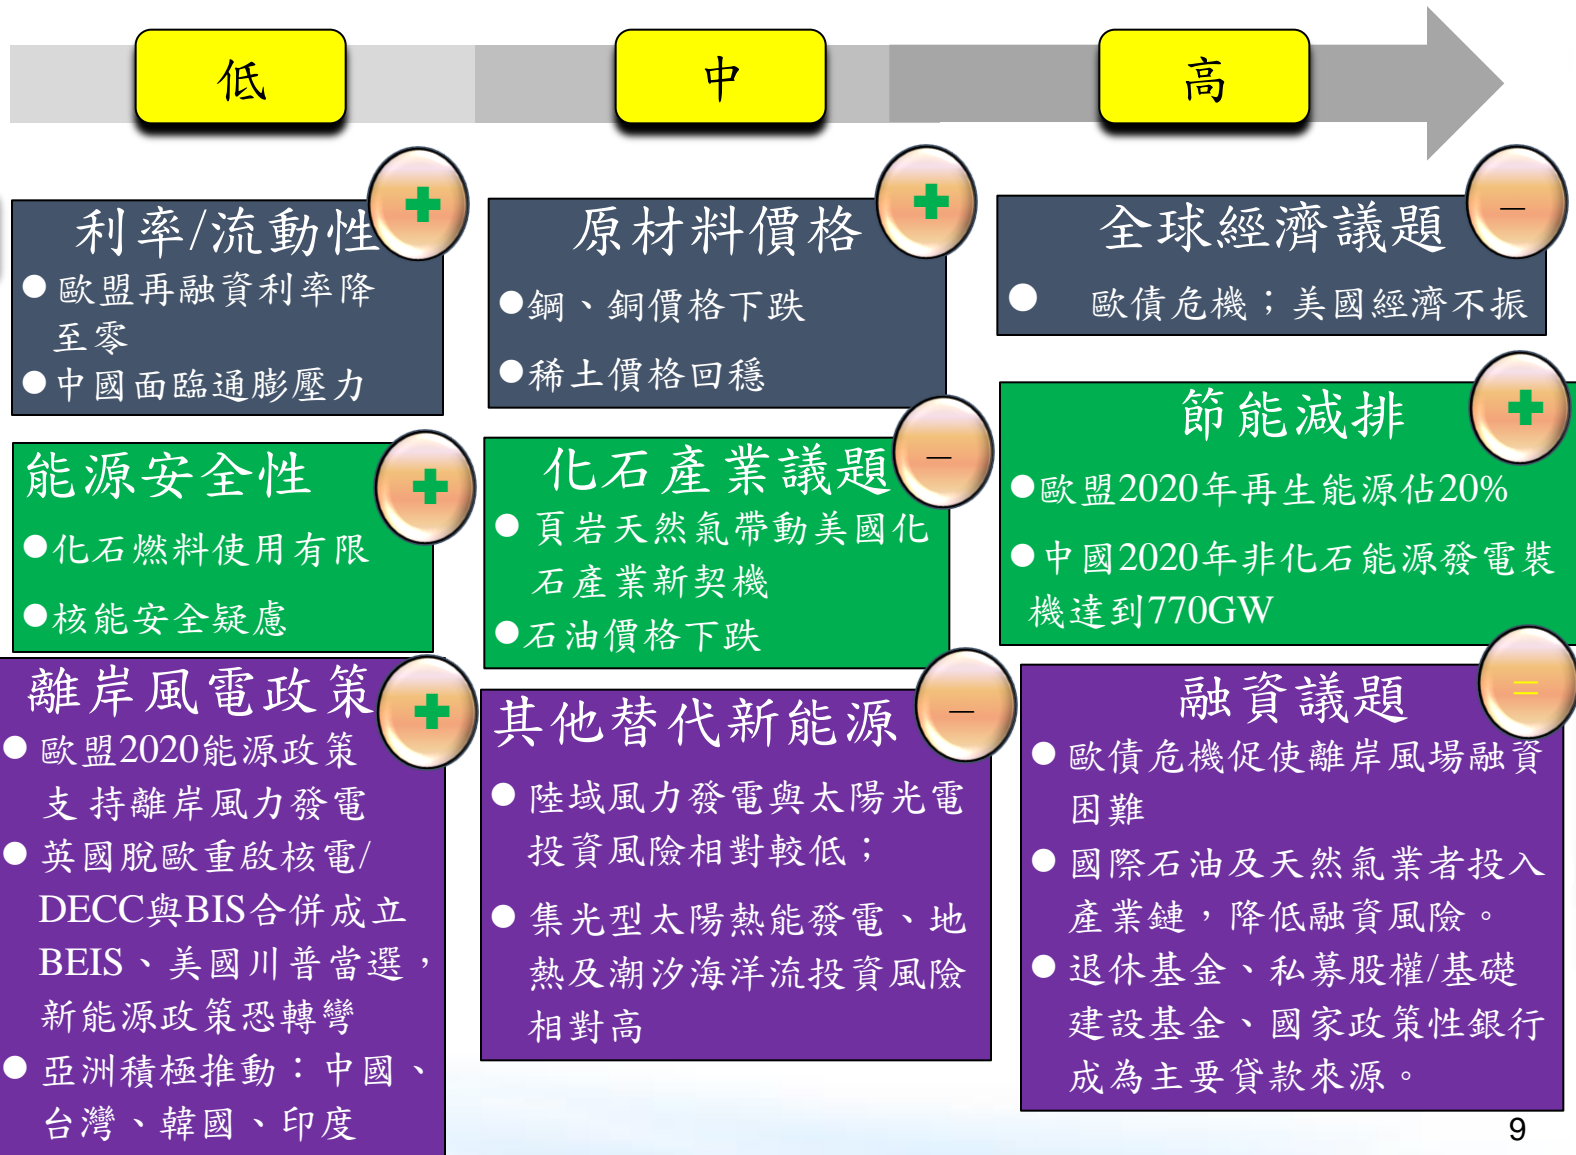 低
中
高
利率/流動性
+
●歐盟再融資利率降
至零
●中國面臨通膨壓力
原材料價格
+
●鋼、銅價格下跌
●稀土價格回穩
全球經濟議題
－
● 歐債危機；美國經濟不振
能源安全性
+
●化石燃料使用有限
●核能安全疑慮
化石產業議題
－
●頁岩天然氣帶動美國化
石產業新契機
●石油價格下跌
節能減排
+
●歐盟2020年再生能源佔20%
●中國2020年非化石能源發電裝
機達到770GW
離岸風電政策
+
●歐盟2020能源政策
支 持離岸風力發電
●英國脫歐重啟核電/
DECC與BIS合併成立
BEIS、美國川普當選，
新能源政策恐轉彎
●亞洲積極推動：中國、
台灣、韓國、印度
其他替代新能源
－
●陸域風力發電與太陽光電
投資風險相對較低；
●集光型太陽熱能發電、地
熱及潮汐海洋流投資風險
相對高
融資議題
＝
●歐債危機促使離岸風場融資
困難
●國際石油及天然氣業者投入
產業鏈，降低融資風險。
●退休基金、私募股權/基礎
建設基金、國家政策性銀行
成為主要貸款來源。
9